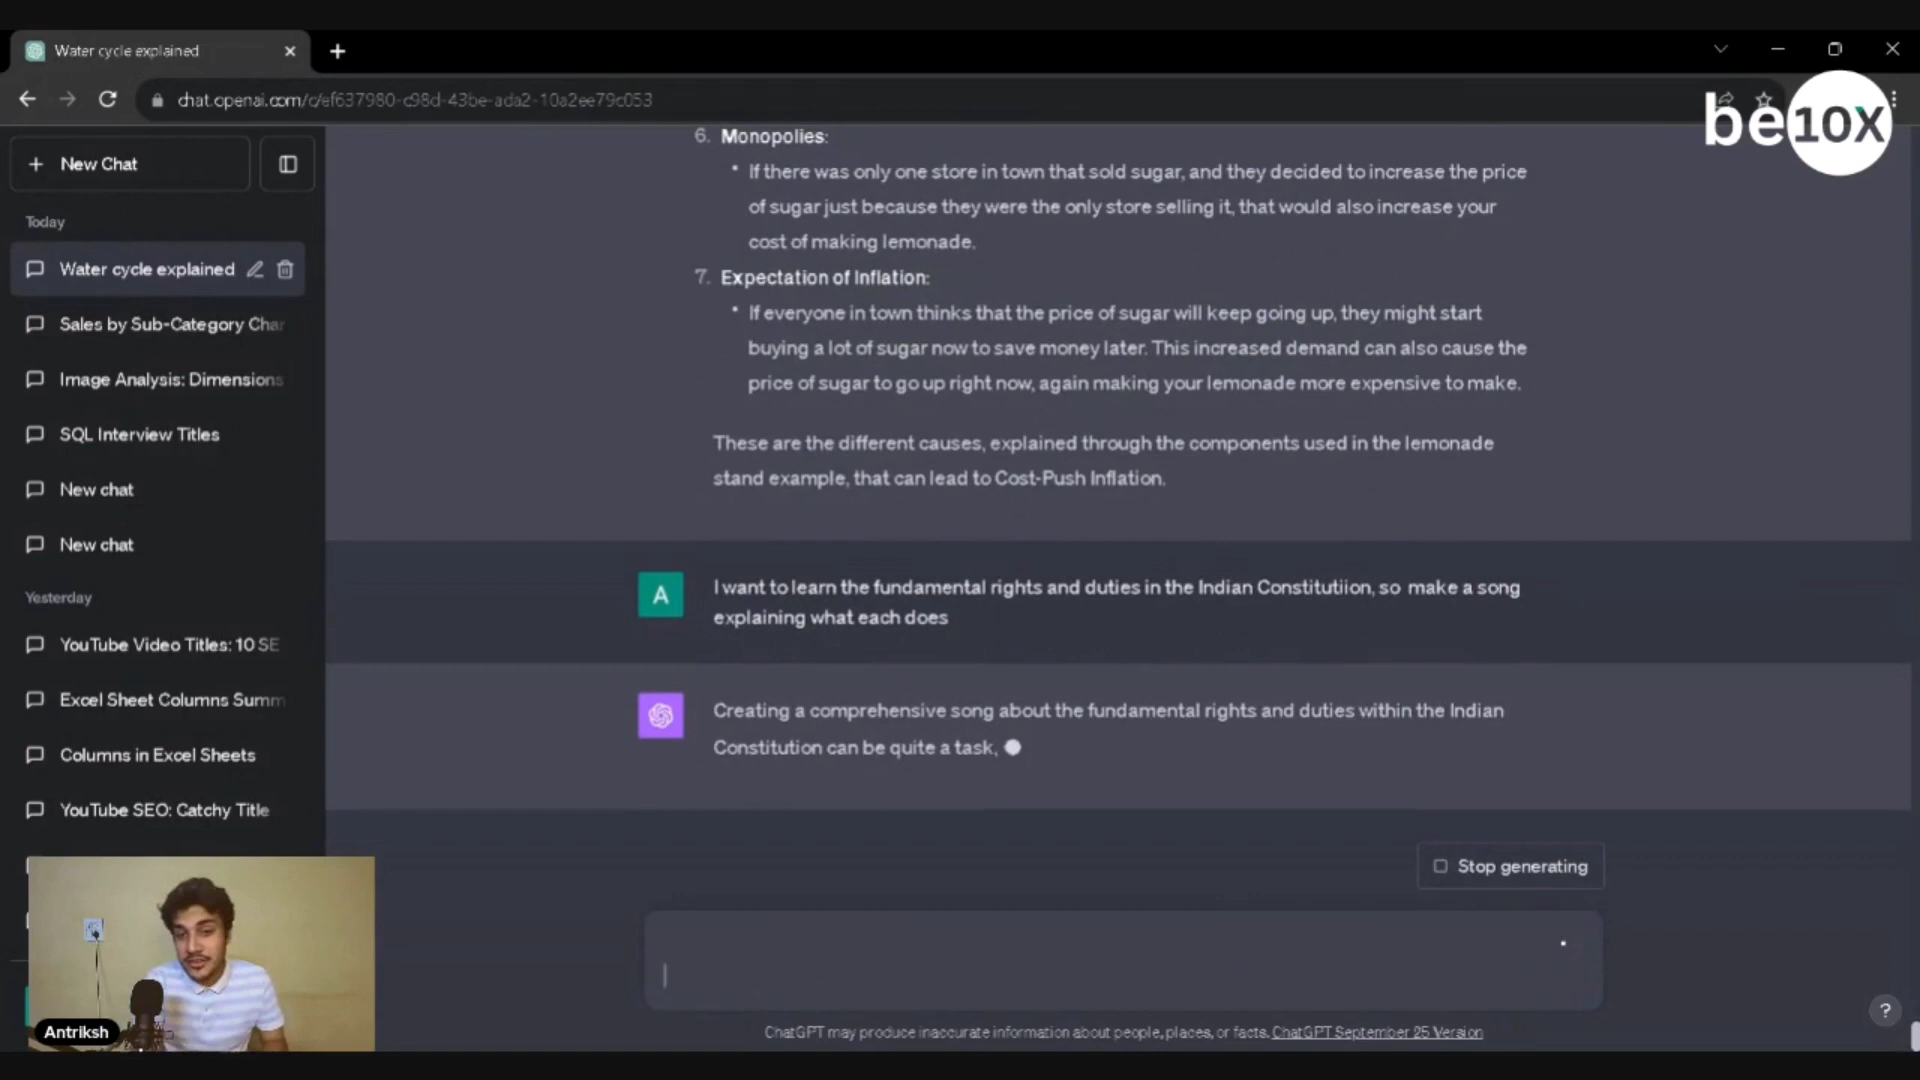 Water cycle explained
chat.openai.com/c/ef637980-c98d-43be-ada2-10a2ee79c053
be10X
New Chat
Today
Water cycle explained
Sales by Sub-Category Char
Image Analysis: Dimensions
SQL Interview Titles
New chat
New chat
Yesterday
YouTube Video Titles: 10 SE
Excel Sheet Columns Summ
Columns in Excel Sheets
YouTube SEO: Catchy Title
Antriksh
6. Monopolies:
• If there was only one store in town that sold sugar, and they decided to increase the price
of sugar just because they were the only store selling it, that would also increase your
cost of making lemonade.
7. Expectation of Inflation:
• If everyone in town thinks that the price of sugar will keep going up, they might start
buying a lot of sugar now to save money later. This increased demand can also cause the
price of sugar to go up right now, again making your lemonade more expensive to make.
These are the different causes, explained through the components used in the lemonade
stand example, that can lead to Cost-Push Inflation.
A
I want to learn the fundamental rights and duties in the Indian Constitutiion, so make a song
explaining what each does
Creating a comprehensive song about the fundamental rights and duties within the Indian
Constitution can be quite a task,
Stop generating
ChatGPT may produce inaccurate information about people, places, or facts. ChatGPT September 25 Version
?